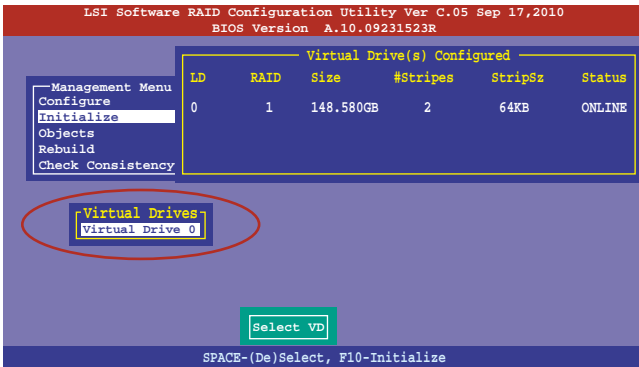 LSI Software RAID Configuration Utility Ver C.05 Sep 17,2010
BIOS Version A.10.09231523R
Virtual Drive(s) Configured
LD RAID Size #Stripes StripSz Status
0 1 148.580GB 2 64KB ONLINE
Management Menu
Configure
Initialize
Objects
Rebuild
Check Consistency
Virtual Drives
Virtual Drive 0
Select VD
SPACE-(De)Select, F10-Initialize